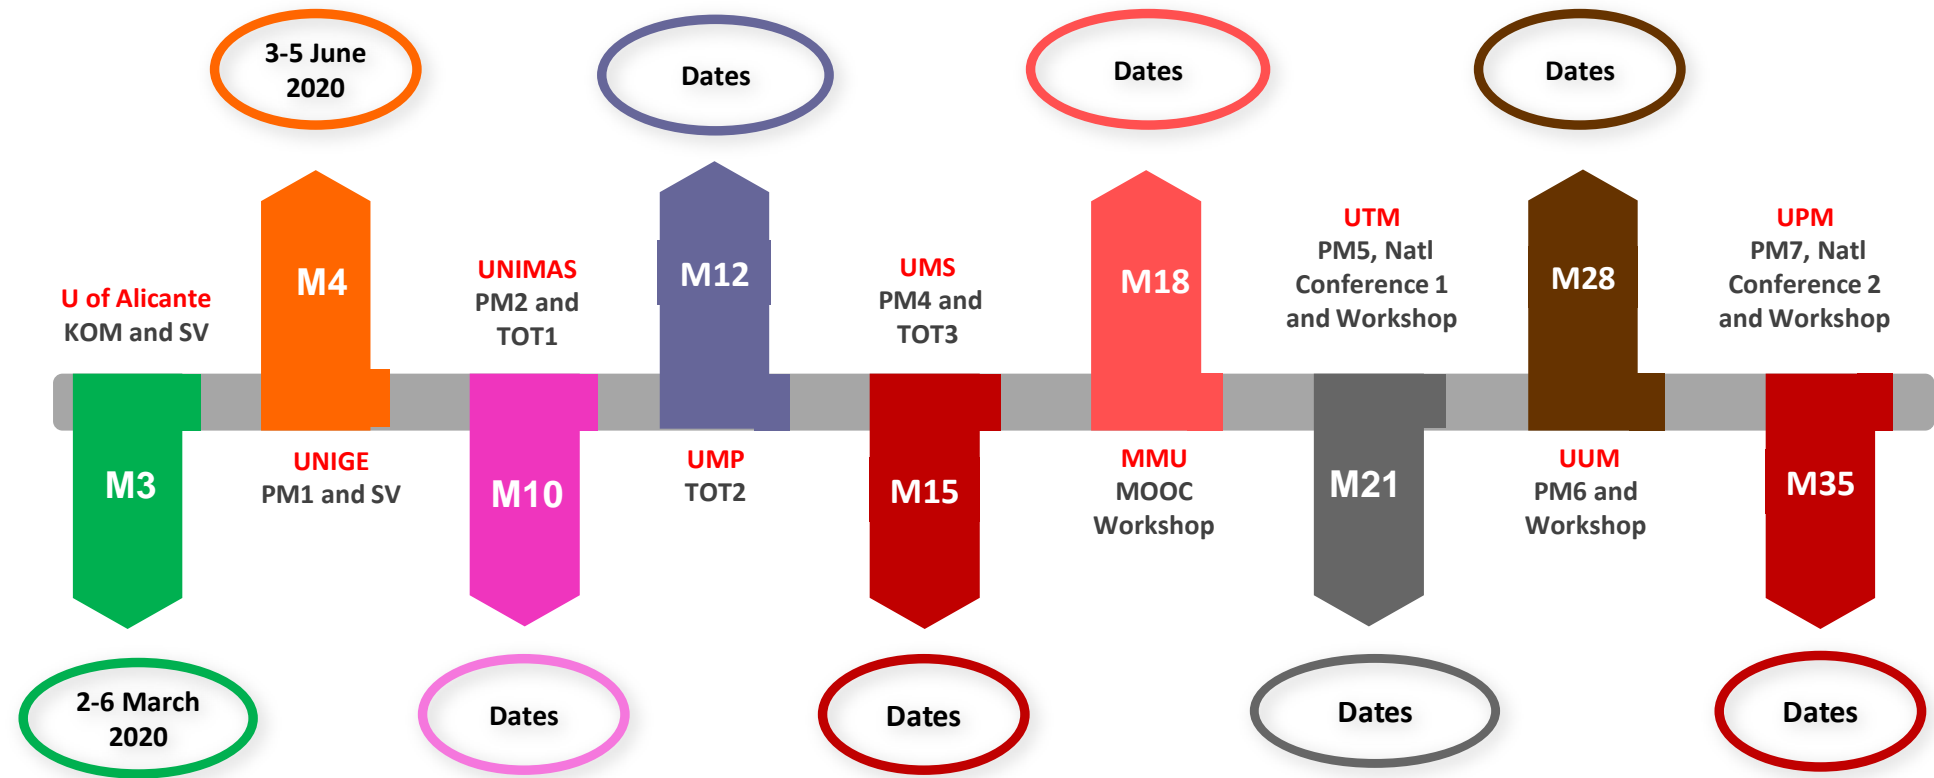 3-5 June
2020
Dates
Dates
Dates
M4
M12
M18
M28
U of Alicante
KOM and SV
UNIMAS
PM2 and
TOT1
UMS
PM4 and
TOT3
UTM
PM5, Natl
Conference 1
and Workshop
UPM
PM7, Natl
Conference 2
and Workshop
M3
UNIGE
PM1 and SV
M10
UMP
TOT2
M15
MMU
MOOC
Workshop
M21
UUM
PM6 and
Workshop
M35
2-6 March
2020
Dates
Dates
Dates
Dates